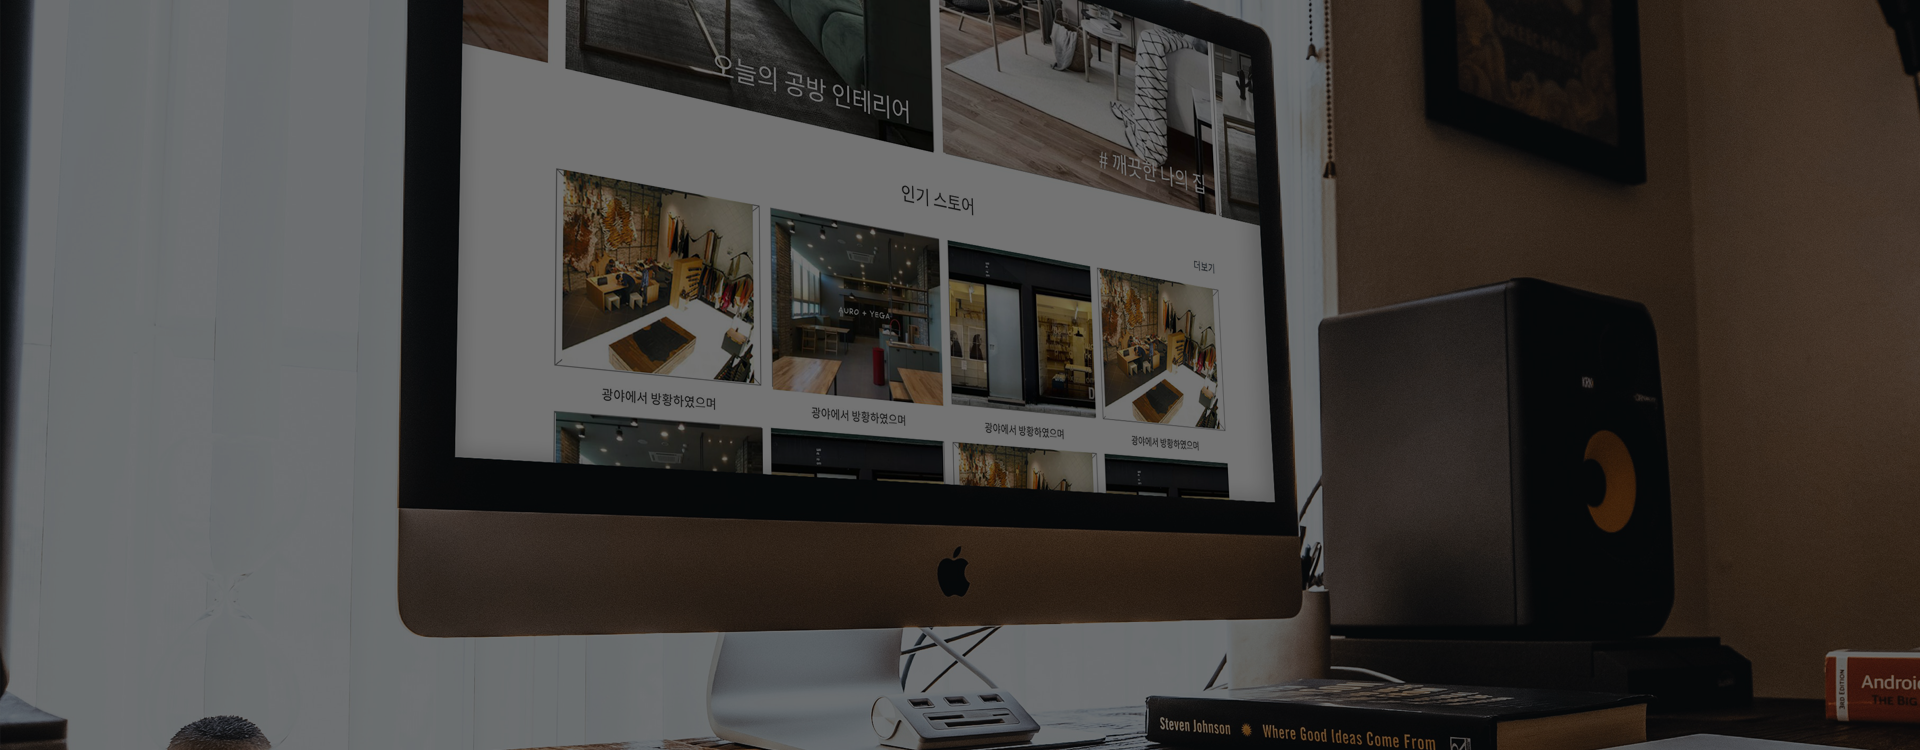 오늘의 공방 인테리어
# 깨끗한 나의 집
인기 스토어
더보기
AURO + YEGA
광야에서 방황하였으며
광야에서 방황하였으며
광야에서 방황하였으며
광야에서 방황하였으며
Steven Johnson Where Good Ideas Come From
EDITION
Androi
THE BIG